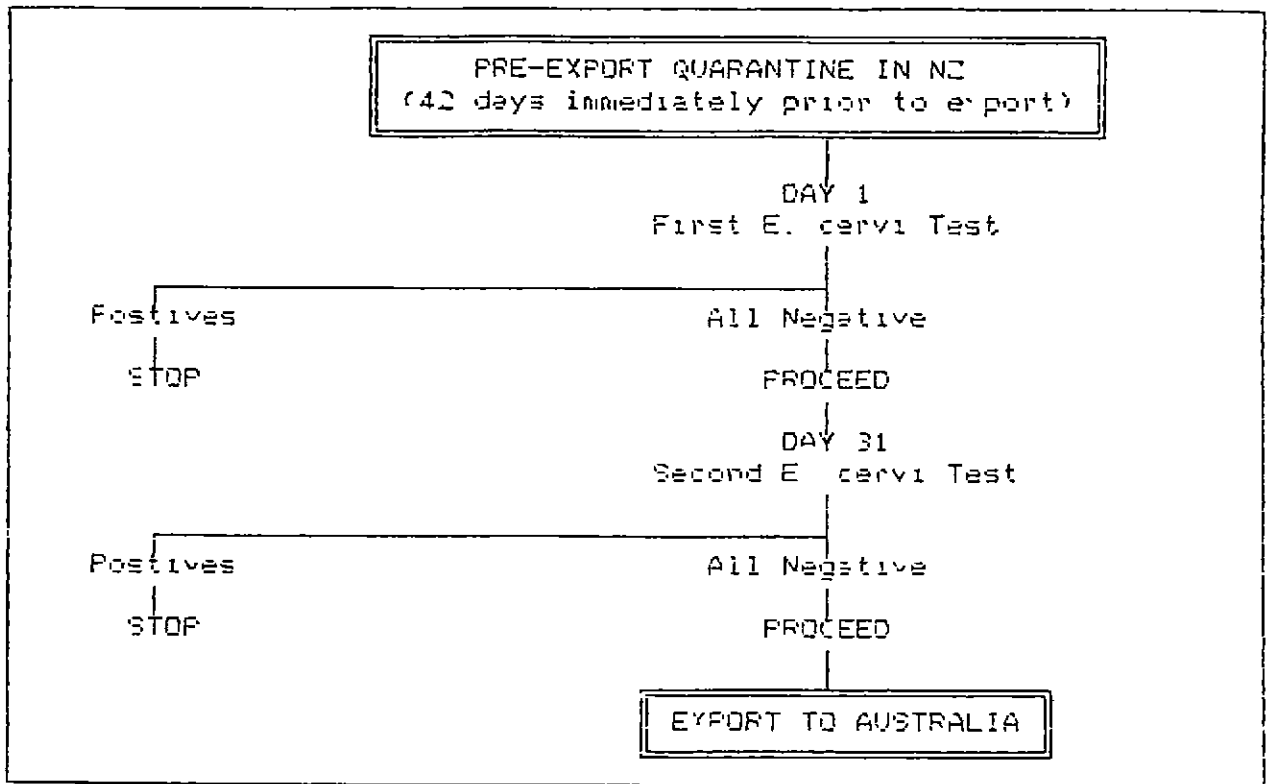 PRE-EXPORT QUARANTINE IN NZ
(42 days immediately prior to export)
DAY 1
First E. cervi Test
Postives
All Negative
STOP
PROCEED
DAY 31
Second E. cervi Test
Postives
All Negative
STOP
PROCEED
EXPORT TO AUSTRALIA